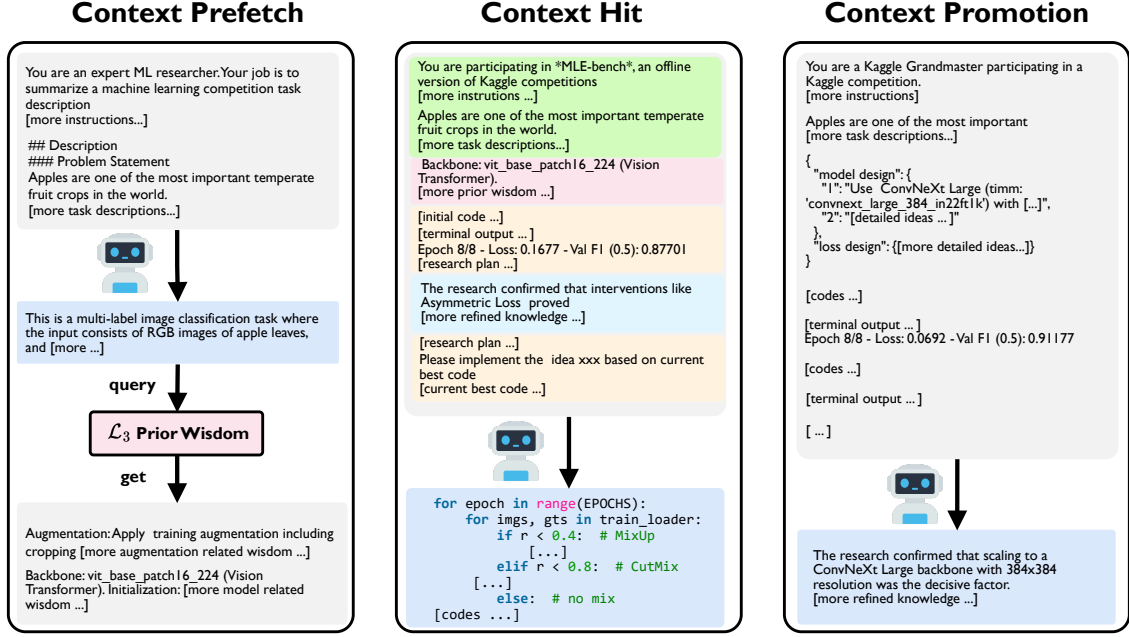 Context Prefetch
You are an expert ML researcher.Your job is to
summarize a machine learning competition task
description
[more instructions...]
## Description
#### Problem Statement
Apples are one of the most important temperate
fruit crops in the world.
[more task descriptions...]
This is a multi-label image classification task where
the input consists of RGB images of apple leaves,
and [more ...]
query
ℒ3 Prior Wisdom
get
Augmentation: Apply training augmentation including
cropping [more augmentation related wisdom ...]
Backbone: vit_base_patch16_224 (Vision
Transformer). Initialization: [more model related
wisdom ...]
Context Hit
You are participating in *MLE-bench*, an offline
version of Kaggle competitions
[more instrutions ...]
Apples are one of the most important temperate
fruit crops in the world.
[more task descriptions...]
Backbone: vit_base_patch16_224 (Vision
Transformer).
[more prior wisdom ...]
[initial code ...]
[terminal output ... ]
Epoch 8/8 - Loss: 0.1677 - Val F1 (0.5): 0.87701
[research plan ...]
The research confirmed that interventions like
Asymmetric Loss proved
[more refined knowledge ...]
[research plan ...]
Please implement the idea xxx based on current
best code
[current best code ...]
for epoch in range(EPOCHS):
for imgs, gts in train_loader:
if r < 0.4: # MixUp
[...]
elif r < 0.8: # CutMix
[...]
else: # no mix
[codes ...]
Context Promotion
You are a Kaggle Grandmaster participating in a
Kaggle competition.
[more instructions]
Apples are one of the most important
[more task descriptions...]
{
"model design": {
"1": "Use ConvNeXt Large (timm:
'convnext_large_384_in22ft1k') with [...]",
"2": "[detailed ideas ... ]"
},
"loss design": {[more detailed ideas...]}
}
[codes ...]
[terminal output ... ]
Epoch 8/8 - Loss: 0.0692 - Val F1 (0.5): 0.91177
[codes ...]
[terminal output ... ]
[ ... ]
The research confirmed that scaling to a
ConvNeXt Large backbone with 384x384
resolution was the decisive factor.
[more refined knowledge ...]